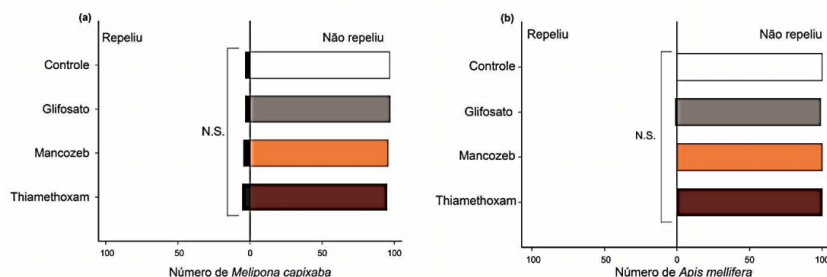 (a)
Repeliu Não repeliu
Controle
Glifosato
Mancozeb
Thiamethoxam
N.S.
100 50 0 50 100
Número de Melipona capixaba
(b)
Repeliu Não repeliu
Controle
Glifosato
Mancozeb
Thiamethoxam
N.S.
100 50 0 50 100
Número de Apis mellifera